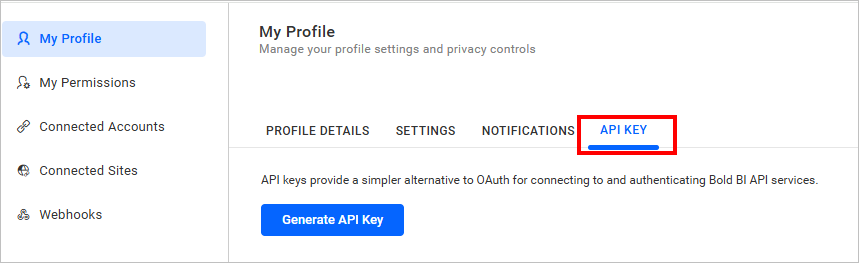 My Profile
My Permissions
Connected Accounts
Connected Sites
Webhooks
My Profile
Manage your profile settings and privacy controls
PROFILE DETAILS SETTINGS NOTIFICATIONS API KEY
API keys provide a simpler alternative to OAuth for connecting to and authenticating Bold BI API services.
Generate API Key